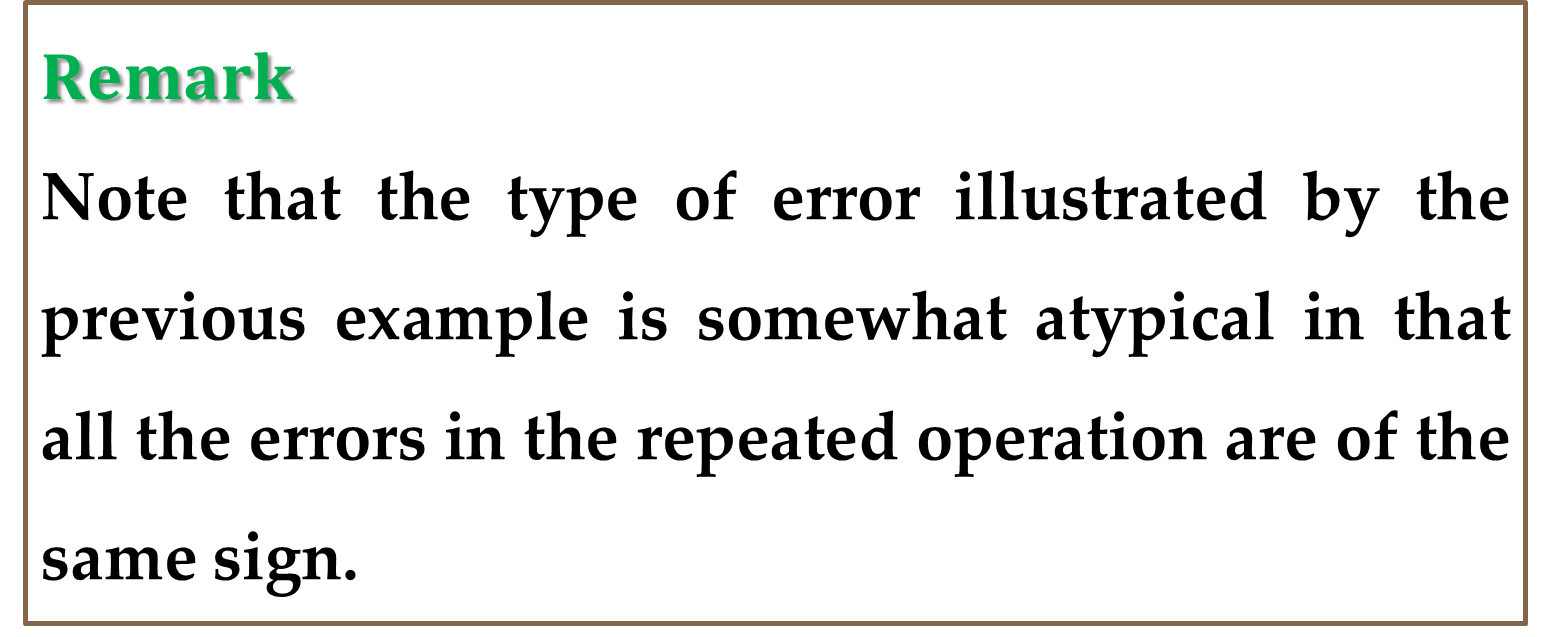 Remark
Note that the type of error illustrated by the
previous example is somewhat atypical in that
all the errors in the repeated operation are of the
same sign.